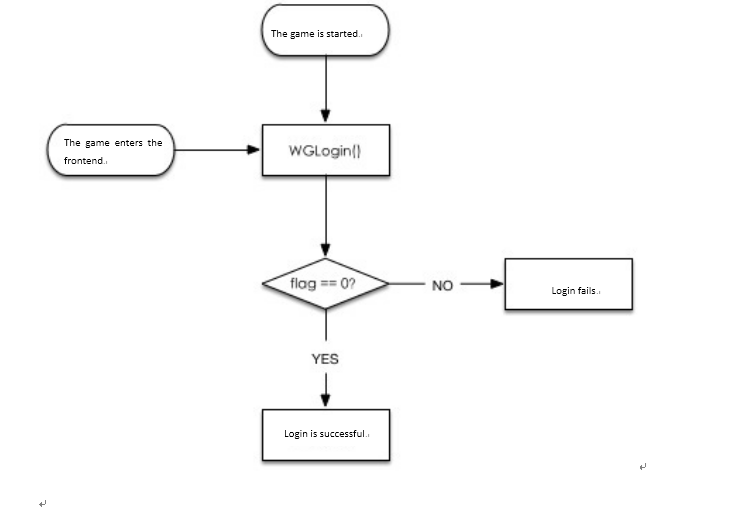 The game is started.
The game enters the
frontend.
WGLogin()
flag == 0?
NO
Login fails.
YES
Login is successful.